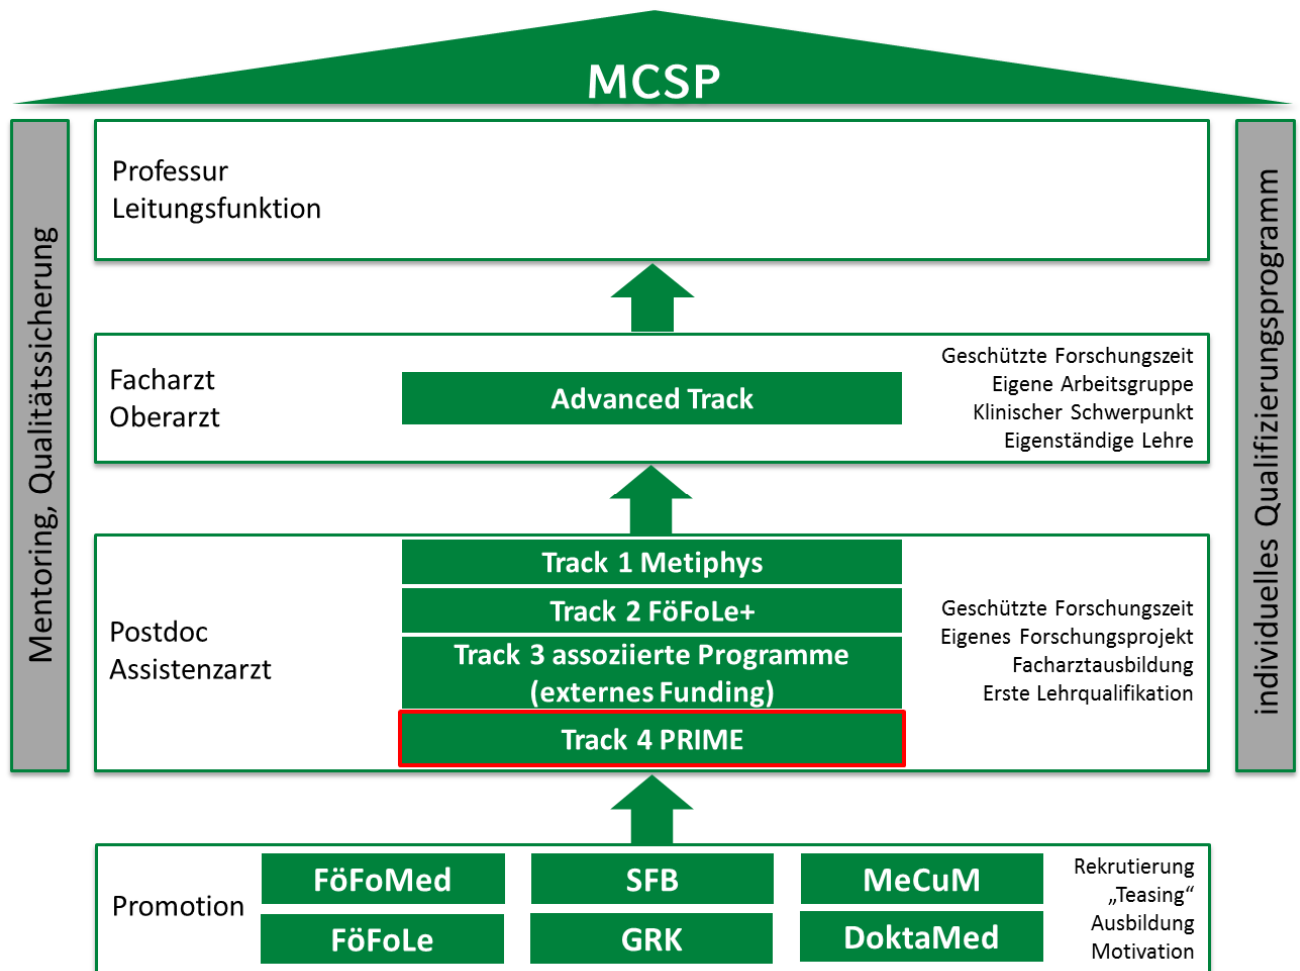 MCSP
Mentoring, Qualitätssicherung
individuelles Qualifizierungsprogramm
Professur
Leitungsfunktion
Facharzt
Oberarzt
Advanced Track
Geschützte Forschungszeit
Eigene Arbeitsgruppe
Klinischer Schwerpunkt
Eigenständige Lehre
Postdoc
Assistenzarzt
Track 1 Metiphys
Track 2 FöFoLe+
Track 3 assoziierte Programme
(externes Funding)
Track 4 PRIME
Geschützte Forschungszeit
Eigenes Forschungsprojekt
Facharztausbildung
Erste Lehrqualifikation
Promotion
FöFoMed
SFB
MeCuM
FöFoLe
GRK
DoktaMed
Rekrutierung
„Teasing“
Ausbildung
Motivation